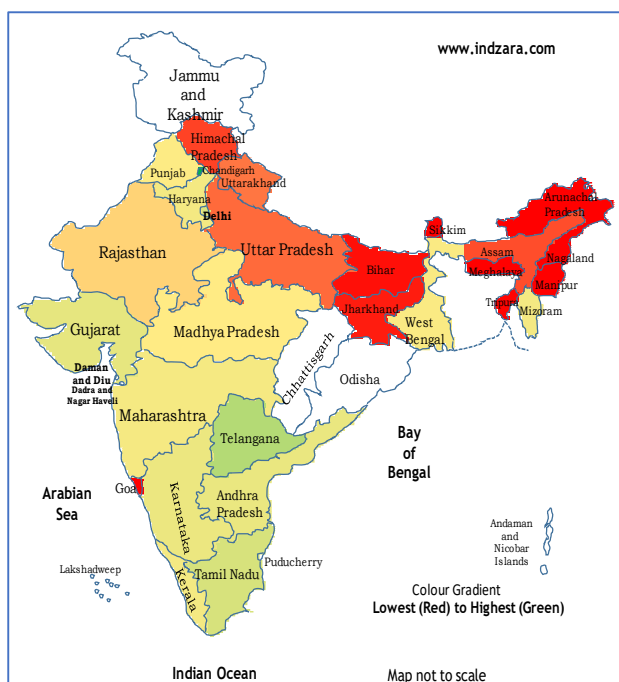 www.indzara.com
Jammu
and
Kashmir
Himachal
Pradesh
Punjab
Chandigarh
Uttarakhand
Haryana
Delhi
Arunachal
Pradesh
Sikkim
Rajasthan
Uttar Pradesh
Assam
Nagaland
Bihar
Meghalaya
Manipur
Jharkhand
Tripura
Mizoram
Gujarat
Madhya Pradesh
West
Bengal
Daman
and Diu
Dadra and
Nagar Haveli
Chhattisgarh
Odisha
Maharashtra
Telangana
Bay
of
Bengal
Goa
Arabian
Sea
Karnataka
Andhra
Pradesh
Andaman
and
Nicobar
Islands
Lakshadweep
Kerala
Tamil Nadu
Puducherry
Colour Gradient
Lowest (Red) to Highest (Green)
Indian Ocean
Map not to scale